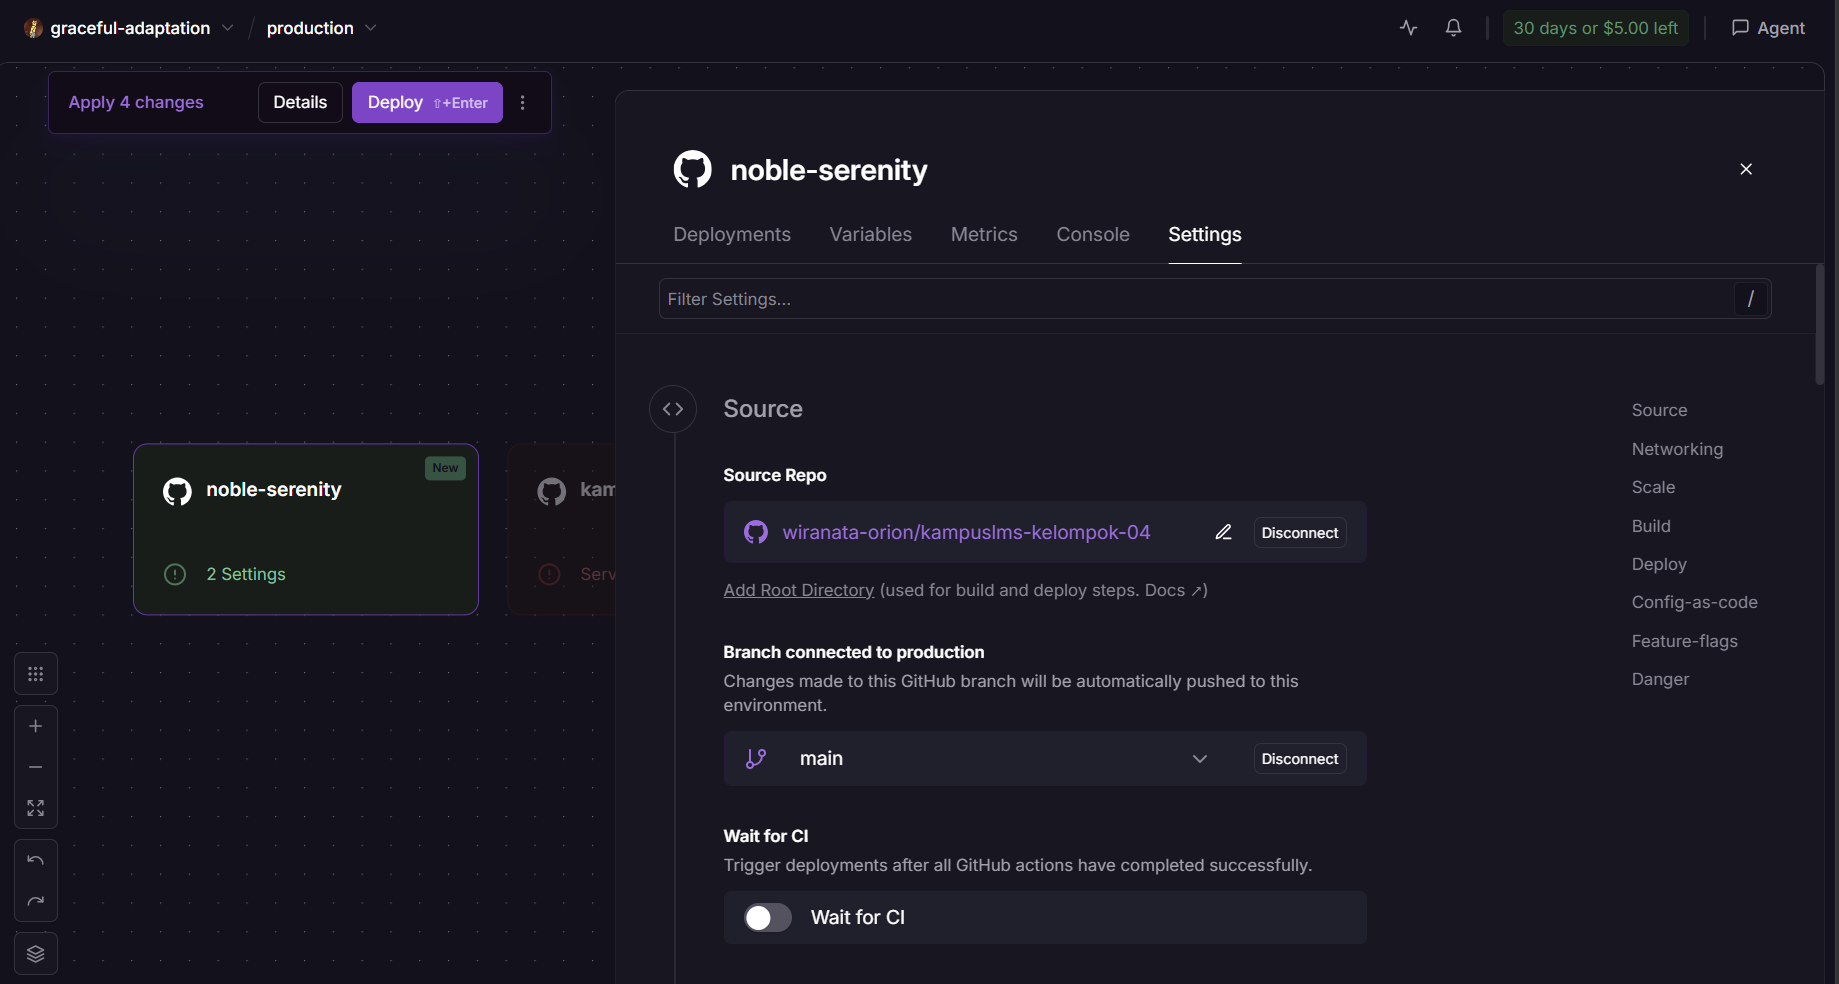 graceful-adaptation / production
30 days or $5.00 left
Agent
Apply 4 changes
Details
Deploy ⇧+Enter
noble-serenity
Deployments Variables Metrics Console Settings
Filter Settings... /
Source
Source Repo
wiranata-orion/kampuslms-kelompok-04 Disconnect
Add Root Directory (used for build and deploy steps. Docs ↗)
Branch connected to production
Changes made to this GitHub branch will be automatically pushed to this
environment.
main Disconnect
Wait for CI
Trigger deployments after all GitHub actions have completed successfully.
Wait for CI
Source
Networking
Scale
Build
Deploy
Config-as-code
Feature-flags
Danger
New
noble-serenity
2 Settings
kam
Serv